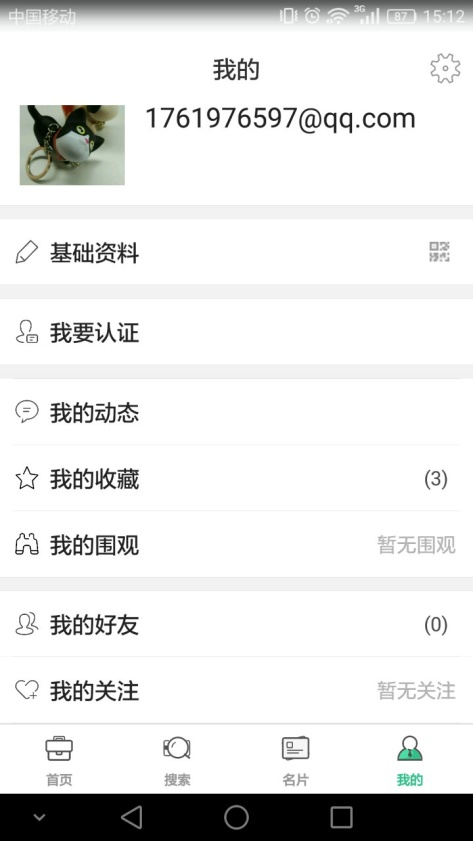 中国移动 3G 87 15:12
我的
1761976597@qq.com
基础资料
我要认证
我的动态
我的收藏 (3)
我的围观 暂无围观
我的好友 (0)
我的关注 暂无关注
首页 搜索 名片 我的